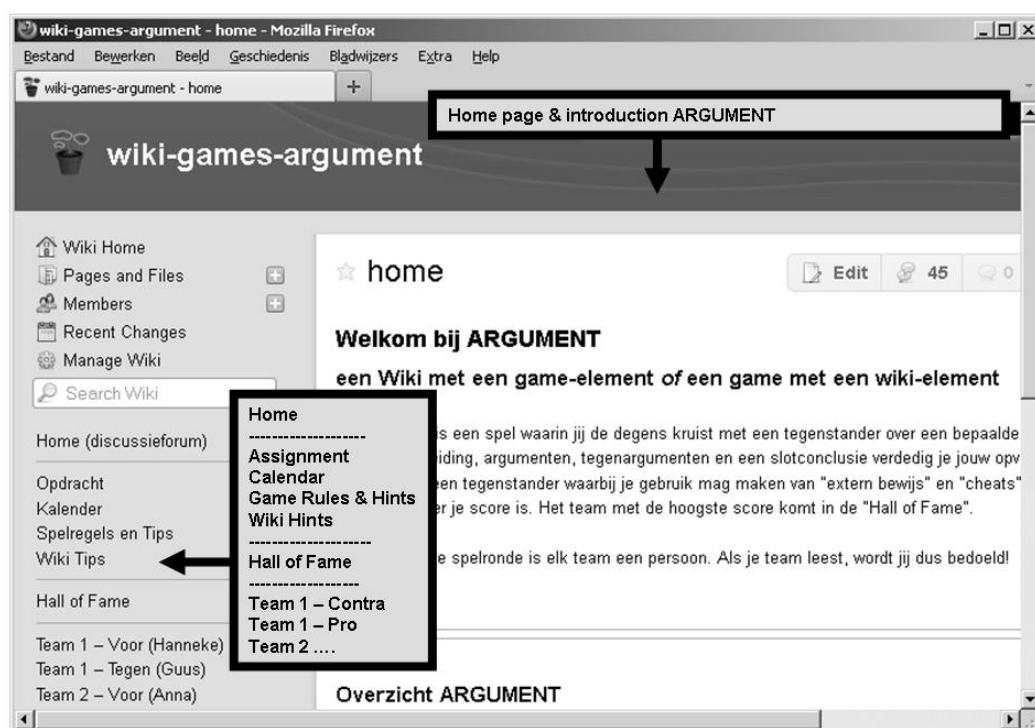 wiki-games-argument - home - Mozilla Firefox
Bestand Bewerken Beeld Geschiedenis Bladwijzers Extra Help
wiki-games-argument - home
Home page & introduction ARGUMENT
wiki-games-argument
Wiki Home
Pages and Files
Members
Recent Changes
Manage Wiki
Search Wiki
Home (discussieforum)
Opdracht
Kalender
Spelregels en Tips
Wiki Tips
Hall of Fame
Team 1 – Voor (Hanneke)
Team 1 – Tegen (Guus)
Team 2 – Voor (Anna)
Home
--------------------
Assignment
Calendar
Game Rules & Hints
Wiki Hints
---------------------
Hall of Fame
-------------------
Team 1 – Contra
Team 1 – Pro
Team 2 ....
home
Edit 45 0
Welkom bij ARGUMENT
een Wiki met een game-element of een game met een wiki-element
is een spel waarin jij de degens kruist met een tegenstander over een bepaalde
argumenten, tegenargumenten en een slotconclusie verdedig je jouw
een tegenstander waarbij je gebruik mag maken van "extern bewijs" en "cheats"
je score is. Het team met de hoogste score komt in de "Hall of Fame".
spelronde is elk team een persoon. Als je team leest, wordt jij dus bedoeld!
Overzicht ARGUMENT